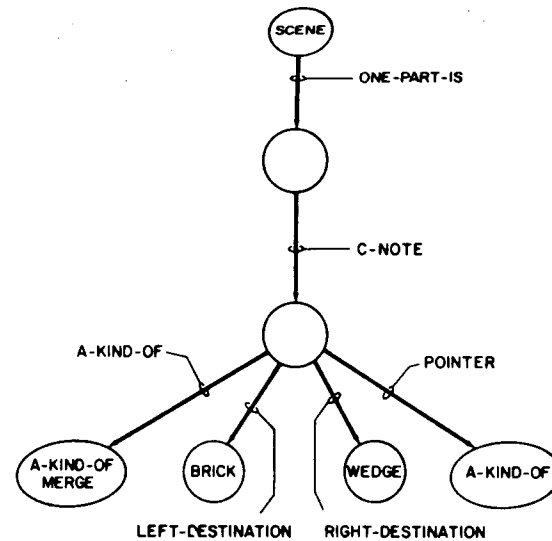 SCENE
ONE-PART-IS
C-NOTE
A-KIND-OF
POINTER
A-KIND-OF
MERGE
BRICK
WEDGE
A-KIND-OF
LEFT-DESTINATION
RIGHT-DESTINATION